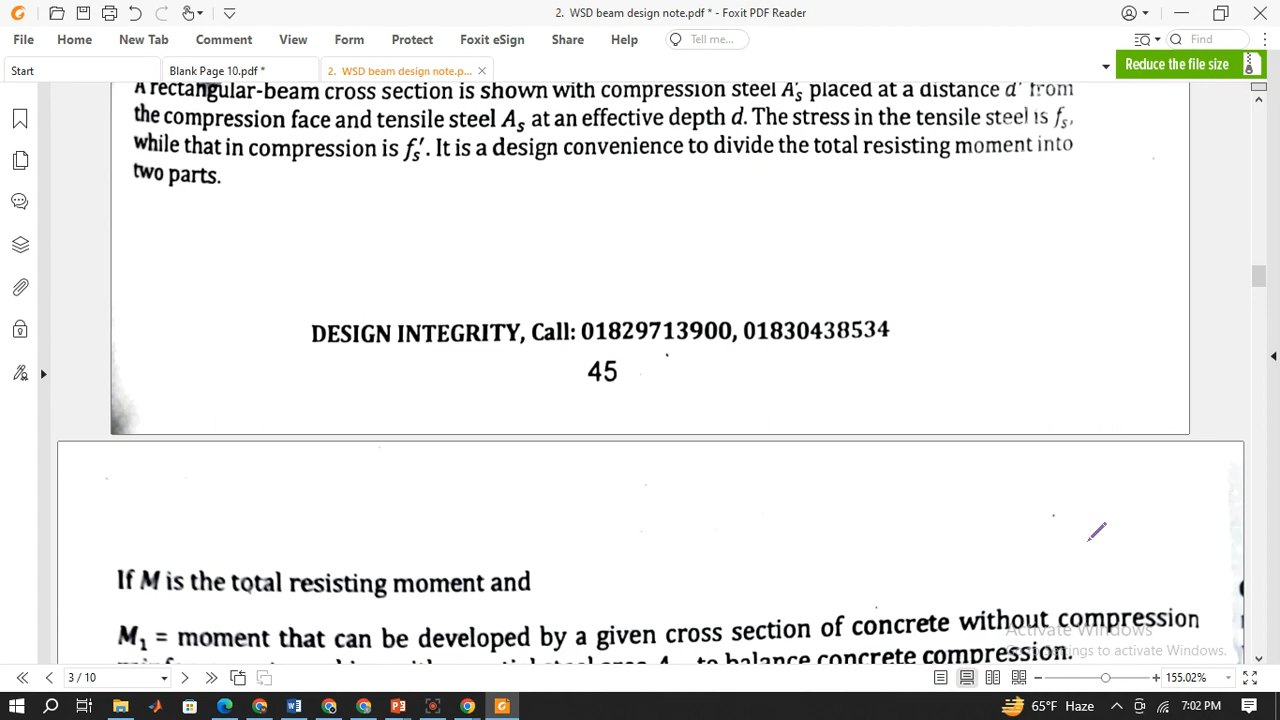 2. WSD beam design note.pdf * - Foxit PDF Reader
File Home New Tab Comment View Form Protect Foxit eSign Share Help Tell me... Find
Start Blank Page 10.pdf * 2. WSD beam design note.p... Reduce the file size
A rectangular-beam cross section is shown with compression steel A's placed at a distance d' from
the compression face and tensile steel As at an effective depth d. The stress in the tensile steel is fs,
while that in compression is fs'. It is a design convenience to divide the total resisting moment into
two parts.
DESIGN INTEGRITY, Call: 01829713900, 01830438534
45
If M is the total resisting moment and
M1 = moment that can be developed by a given cross section of concrete without compression
to balance concrete compression.
Activate Windows
Go to Settings to activate Windows.
3 / 10 155.02%
65°F Haze 7:02 PM